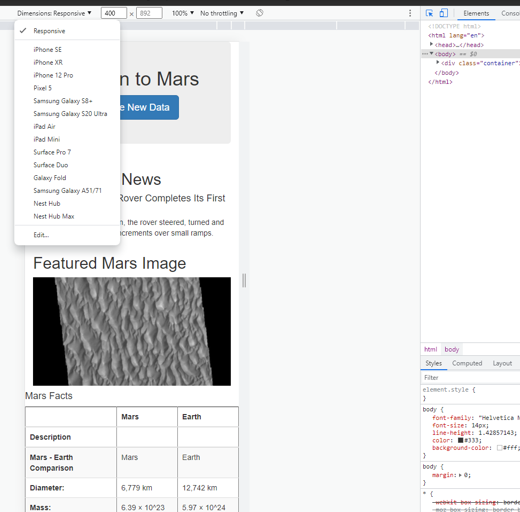 Dimensions: Responsive ▼ 400 × 892 100% ▼ No throttling ▼
Elements Conso
Responsive
iPhone SE
iPhone XR
iPhone 12 Pro
Pixel 5
Samsung Galaxy S8+
Samsung Galaxy S20 Ultra
iPad Air
iPad Mini
Surface Pro 7
Surface Duo
Galaxy Fold
Samsung Galaxy A51/71
Nest Hub
Nest Hub Max
Edit...
n to Mars
e New Data
News
Rover Completes Its First
n, the rover steered, turned and
ncrements over small ramps.
Featured Mars Image
Mars Facts
Mars Earth
Description
Mars - Earth Comparison Mars Earth
Diameter: 6,779 km 12,742 km
Mass: 6.39 × 10^23 5.97 × 10^24
<!DOCTYPE html>
<html lang="en">
▶<head>…</head>
▼<body> == $0
▶<div class="container"
</body>
</html>
html body
Styles Computed Layout
Filter
element.style {
}
body {
font-family: "Helvetica N
font-size: 14px;
line-height: 1.42857143;
color: #333;
background-color: #fff;
}
body {
margin: ▶ 0;
}
* {
-webkit-box-sizing: border
-moz-box-sizing: border-b